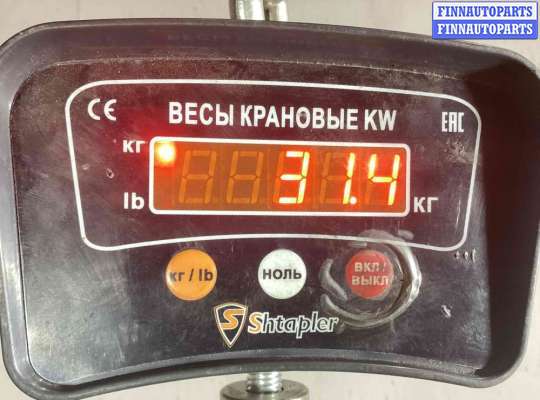 FINNAUTOPARTS
FINNAUTOPARTS
CE ВЕСЫ КРАНОВЫЕ KW EAC
кг
31.4
lb КГ
кг / lb НОЛЬ ВКЛ / ВЫКЛ
S Shtapler